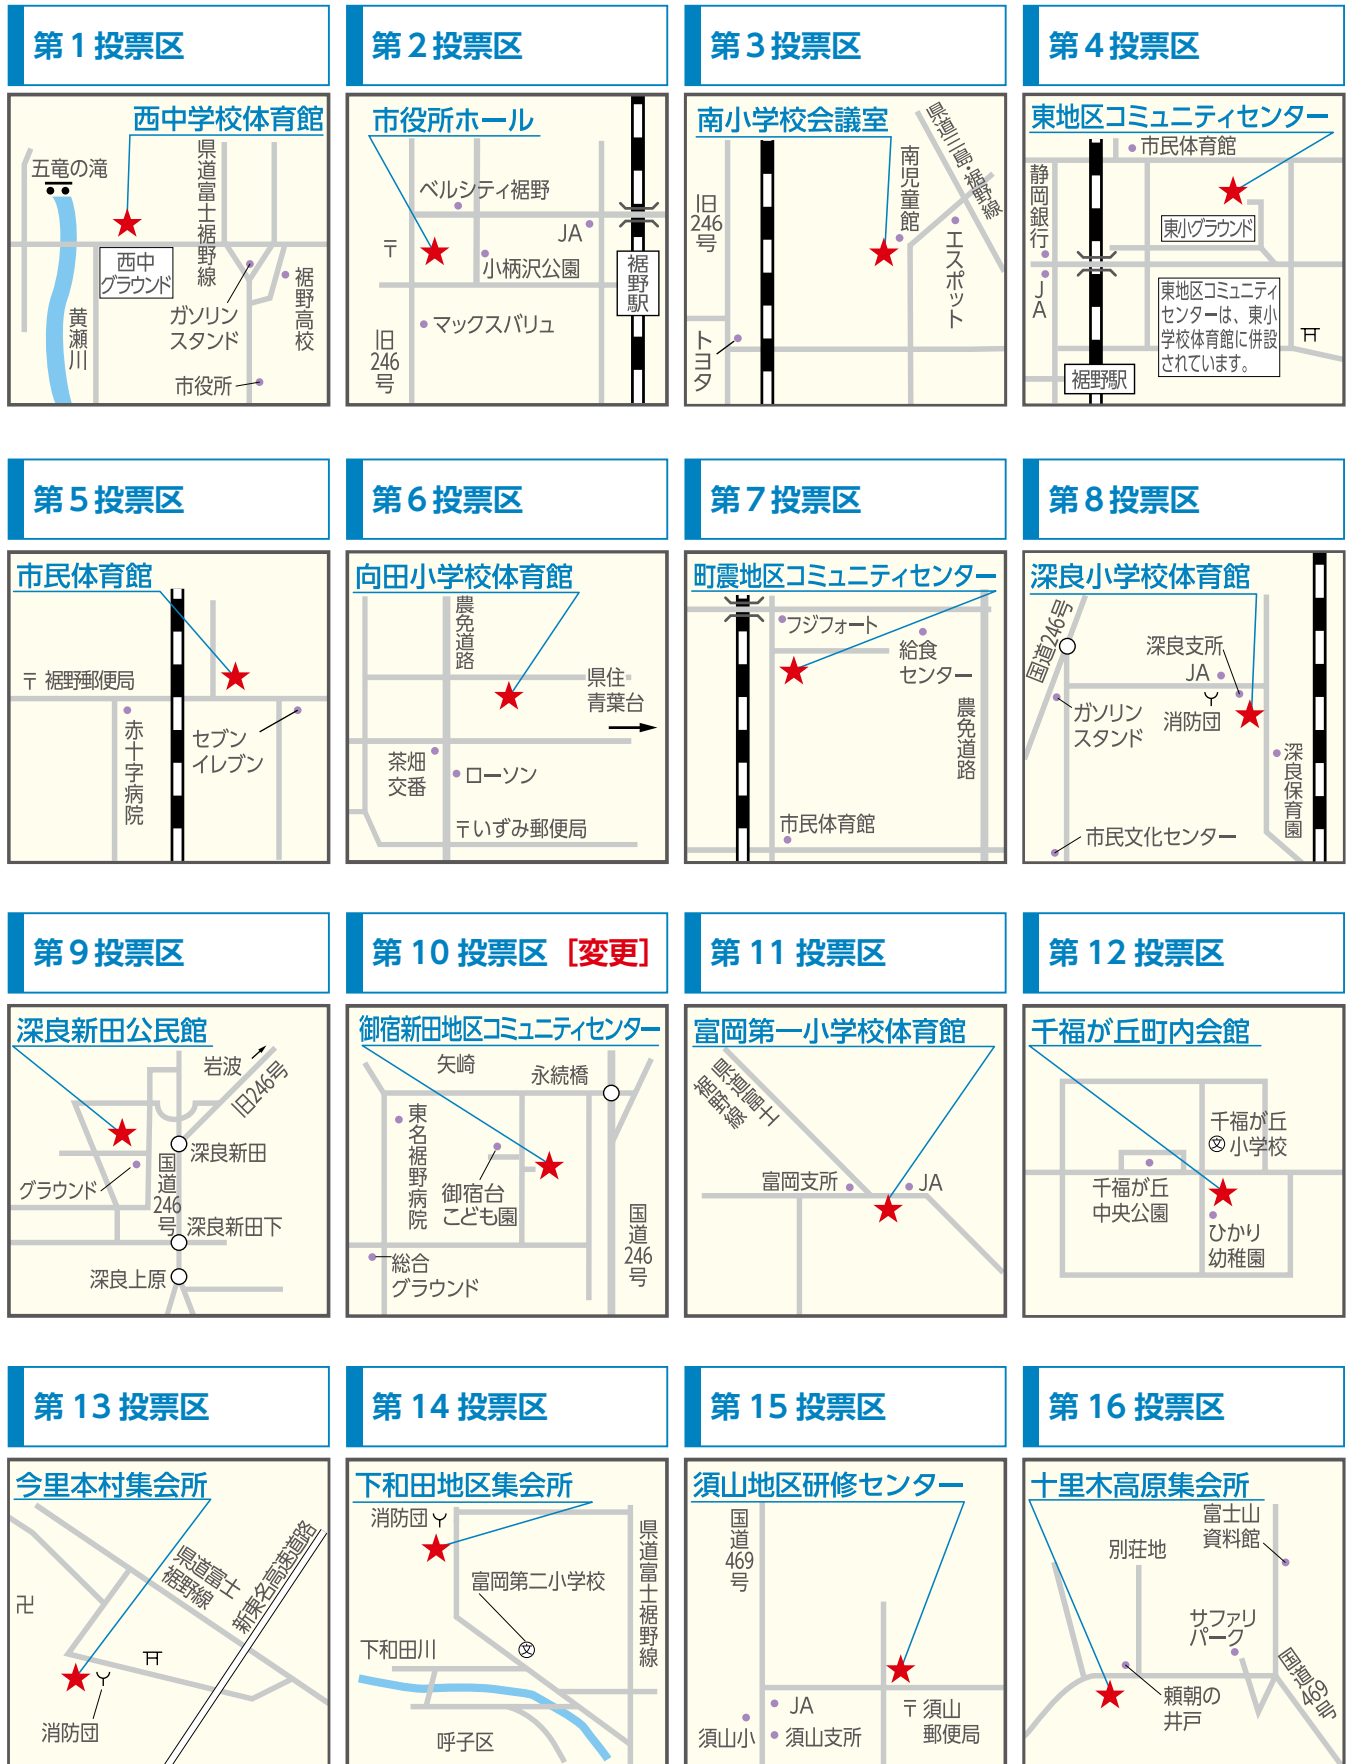 第1投票区
西中学校体育館
五竜の滝
県道富士裾野線
西中
グラウンド
黄瀬川
ガソリン
スタンド
裾野高校
市役所
第2投票区
市役所ホール
ベルシティ裾野
〒
JA
小柄沢公園
裾野駅
マックスバリュ
旧
246
号
第3投票区
南小学校会議室
県道三島・裾野線
南児童館
旧
246
号
エスポット
トヨタ
第4投票区
東地区コミュニティセンター
市民体育館
静岡銀行
東小グラウンド
JA
東地区コミュニティ
センターは、東小
学校体育館に併設
されています。
裾野駅
第5投票区
市民体育館
〒 裾野郵便局
赤十字病院
セブン
イレブン
第6投票区
向田小学校体育館
農免道路
県住
青葉台
茶畑
交番
ローソン
〒いずみ郵便局
第7投票区
町震地区コミュニティセンター
フジフォート
給食
センター
農免道路
市民体育館
第8投票区
深良小学校体育館
国道246号
深良支所
JA
ガソリン
スタンド
消防団
深良保育園
市民文化センター
第9投票区
深良新田公民館
岩波
旧246号
深良新田
グラウンド
国道
246
号
深良新田下
深良上原
第10投票区 [変更]
御宿新田地区コミュニティセンター
矢崎
永続橋
東名裾野病院
御宿台
こども園
国道
246
号
総合
グラウンド
第11投票区
富岡第一小学校体育館
県道富士
裾野線
富岡支所
JA
第12投票区
千福が丘町内会館
千福が丘
文 小学校
千福が丘
中央公園
ひかり
幼稚園
第13投票区
今里本村集会所
県道富士
裾野線
新東名高速道路
卍
消防団
第14投票区
下和田地区集会所
消防団
県道富士裾野線
富岡第二小学校
文
下和田川
呼子区
第15投票区
須山地区研修センター
国道
469
号
JA
〒須山
郵便局
須山小
須山支所
第16投票区
十里木高原集会所
富士山
資料館
別荘地
サファリ
パーク
国道469号
頼朝の
井戸